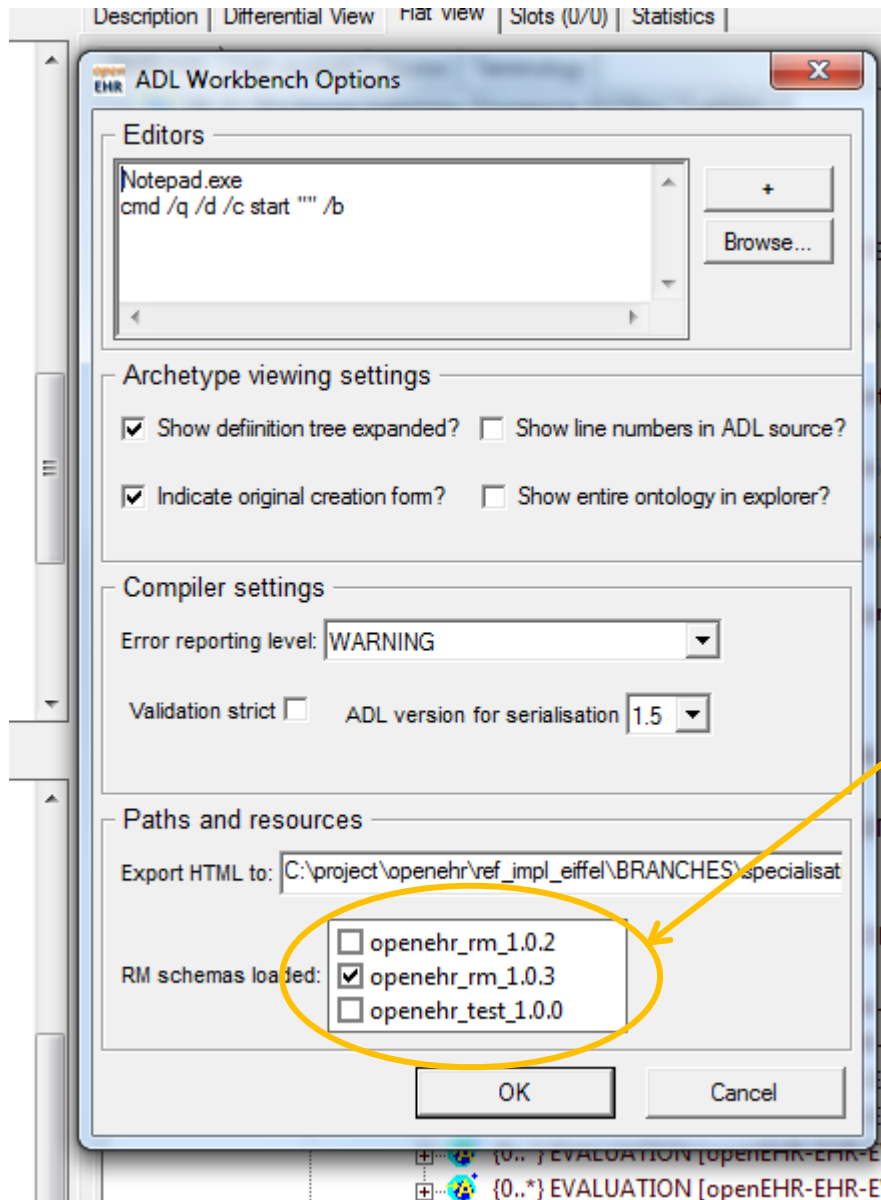 Description | Differential View Flat View | Slots (0/0) | Statistics |
open EHR ADL Workbench Options
Editors
Notepad.exe
cmd /q /d /c start "" /b
+
Browse...
Archetype viewing settings
Show defiinition tree expanded? Show line numbers in ADL source?
Indicate original creation form? Show entire ontology in explorer?
Compiler settings
Error reporting level: WARNING
Validation strict ADL version for serialisation 1.5
Paths and resources
Export HTML to: C:\project\openehr\ref_impl_eiffel\BRANCHES\specialisati
openehr_rm_1.0.2
RM schemas loaded: openehr_rm_1.0.3
openehr_test_1.0.0
OK Cancel
{0..*} EVALUATION [openEHR-EHR-E
{0..*} EVALUATION [openEHR-EHR-E